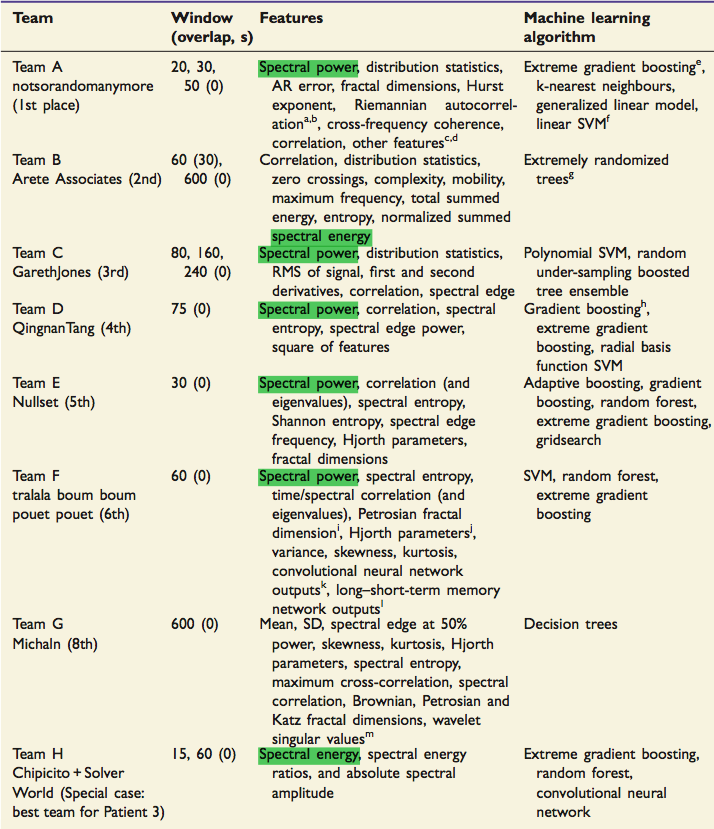 Team Window (overlap, s) Features Machine learning algorithm
Team A
notsorandomanymore
(1st place)
20, 30,
50 (0)
Spectral power, distribution statistics,
AR error, fractal dimensions, Hurst
exponent, Riemannian autocorrel-
ationa,b, cross-frequency coherence,
correlation, other featuresc,d
Extreme gradient boostinge,
k-nearest neighbours,
generalized linear model,
linear SVMf
Team B
Arete Associates (2nd)
60 (30),
600 (0)
Correlation, distribution statistics,
zero crossings, complexity, mobility,
maximum frequency, total summed
energy, entropy, normalized summed
spectral energy
Extremely randomized
treesg
Team C
GarethJones (3rd)
80, 160,
240 (0)
Spectral power, distribution statistics,
RMS of signal, first and second
derivatives, correlation, spectral edge
Polynomial SVM, random
under-sampling boosted
tree ensemble
Team D
QingnanTang (4th)
75 (0)
Spectral power, correlation, spectral
entropy, spectral edge power,
square of features
Gradient boostingh,
extreme gradient
boosting, radial basis
function SVM
Team E
Nullset (5th)
30 (0)
Spectral power, correlation (and
eigenvalues), spectral entropy,
Shannon entropy, spectral edge
frequency, Hjorth parameters,
fractal dimensions
Adaptive boosting, gradient
boosting, random forest,
extreme gradient boosting,
gridsearch
Team F
tralala boum boum
pouet pouet (6th)
60 (0)
Spectral power, spectral entropy,
time/spectral correlation (and
eigenvalues), Petrosian fractal
dimensioni, Hjorth parametersj,
variance, skewness, kurtosis,
convolutional neural network
outputsk, long–short-term memory
network outputsl
SVM, random forest,
extreme gradient
boosting
Team G
Michaln (8th)
600 (0)
Mean, SD, spectral edge at 50%
power, skewness, kurtosis, Hjorth
parameters, spectral entropy,
maximum cross-correlation, spectral
correlation, Brownian, Petrosian and
Katz fractal dimensions, wavelet
singular valuesm
Decision trees
Team H
Chipicito + Solver
World (Special case:
best team for Patient 3)
15, 60 (0)
Spectral energy, spectral energy
ratios, and absolute spectral
amplitude
Extreme gradient boosting,
random forest,
convolutional neural
network